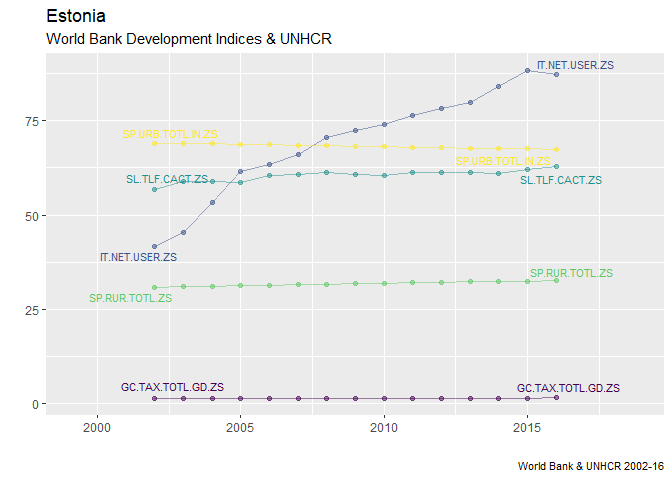 Estonia
World Bank Development Indices & UNHCR
IT.NET.USER.ZS
75
SP.URB.TOTL.IN.ZS
SP.URB.TOTL.IN.ZS
SL.TLF.CACT.ZS
SL.TLF.CACT.ZS
50
IT.NET.USER.ZS
SP.RUR.TOTL.ZS
SP.RUR.TOTL.ZS
25
GC.TAX.TOTL.GD.ZS
GC.TAX.TOTL.GD.ZS
0
2000 2005 2010 2015
World Bank & UNHCR 2002-16